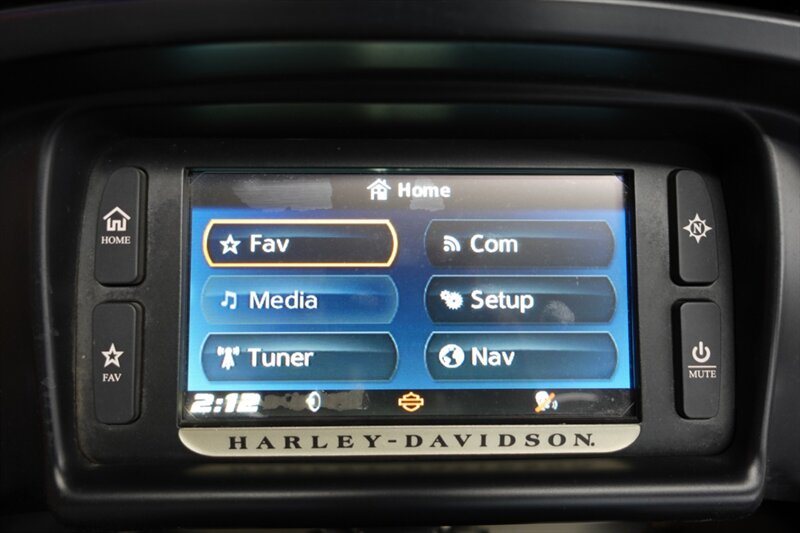 Home
HOME
N
Fav
Com
Media
Setup
FAV
Tuner
Nav
MUTE
2:12
HARLEY-DAVIDSON.